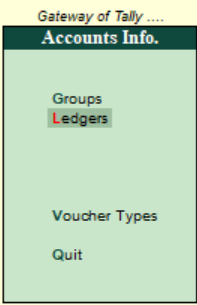 Gateway of Tally ....
Accounts Info.
Groups
Ledgers
Voucher Types
Quit